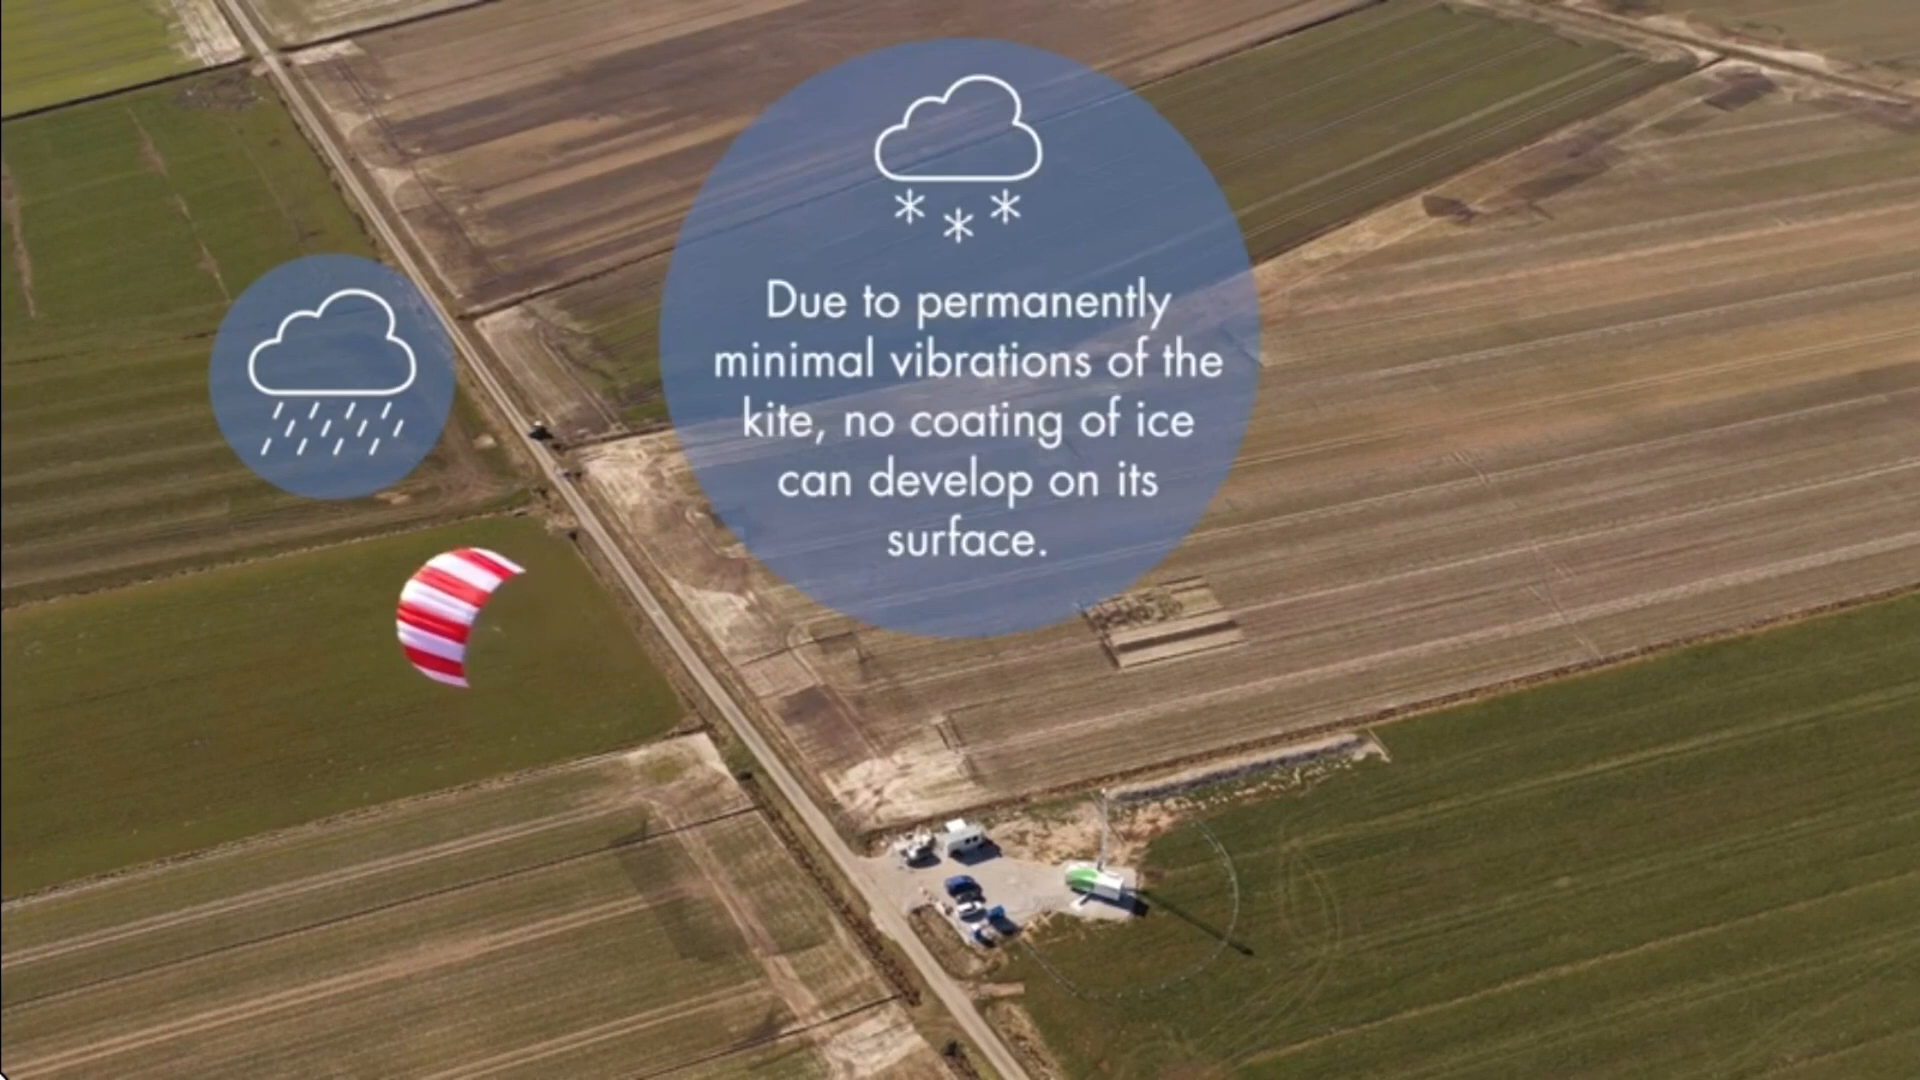 Due to permanently
minimal vibrations of the
kite, no coating of ice
can develop on its
surface.